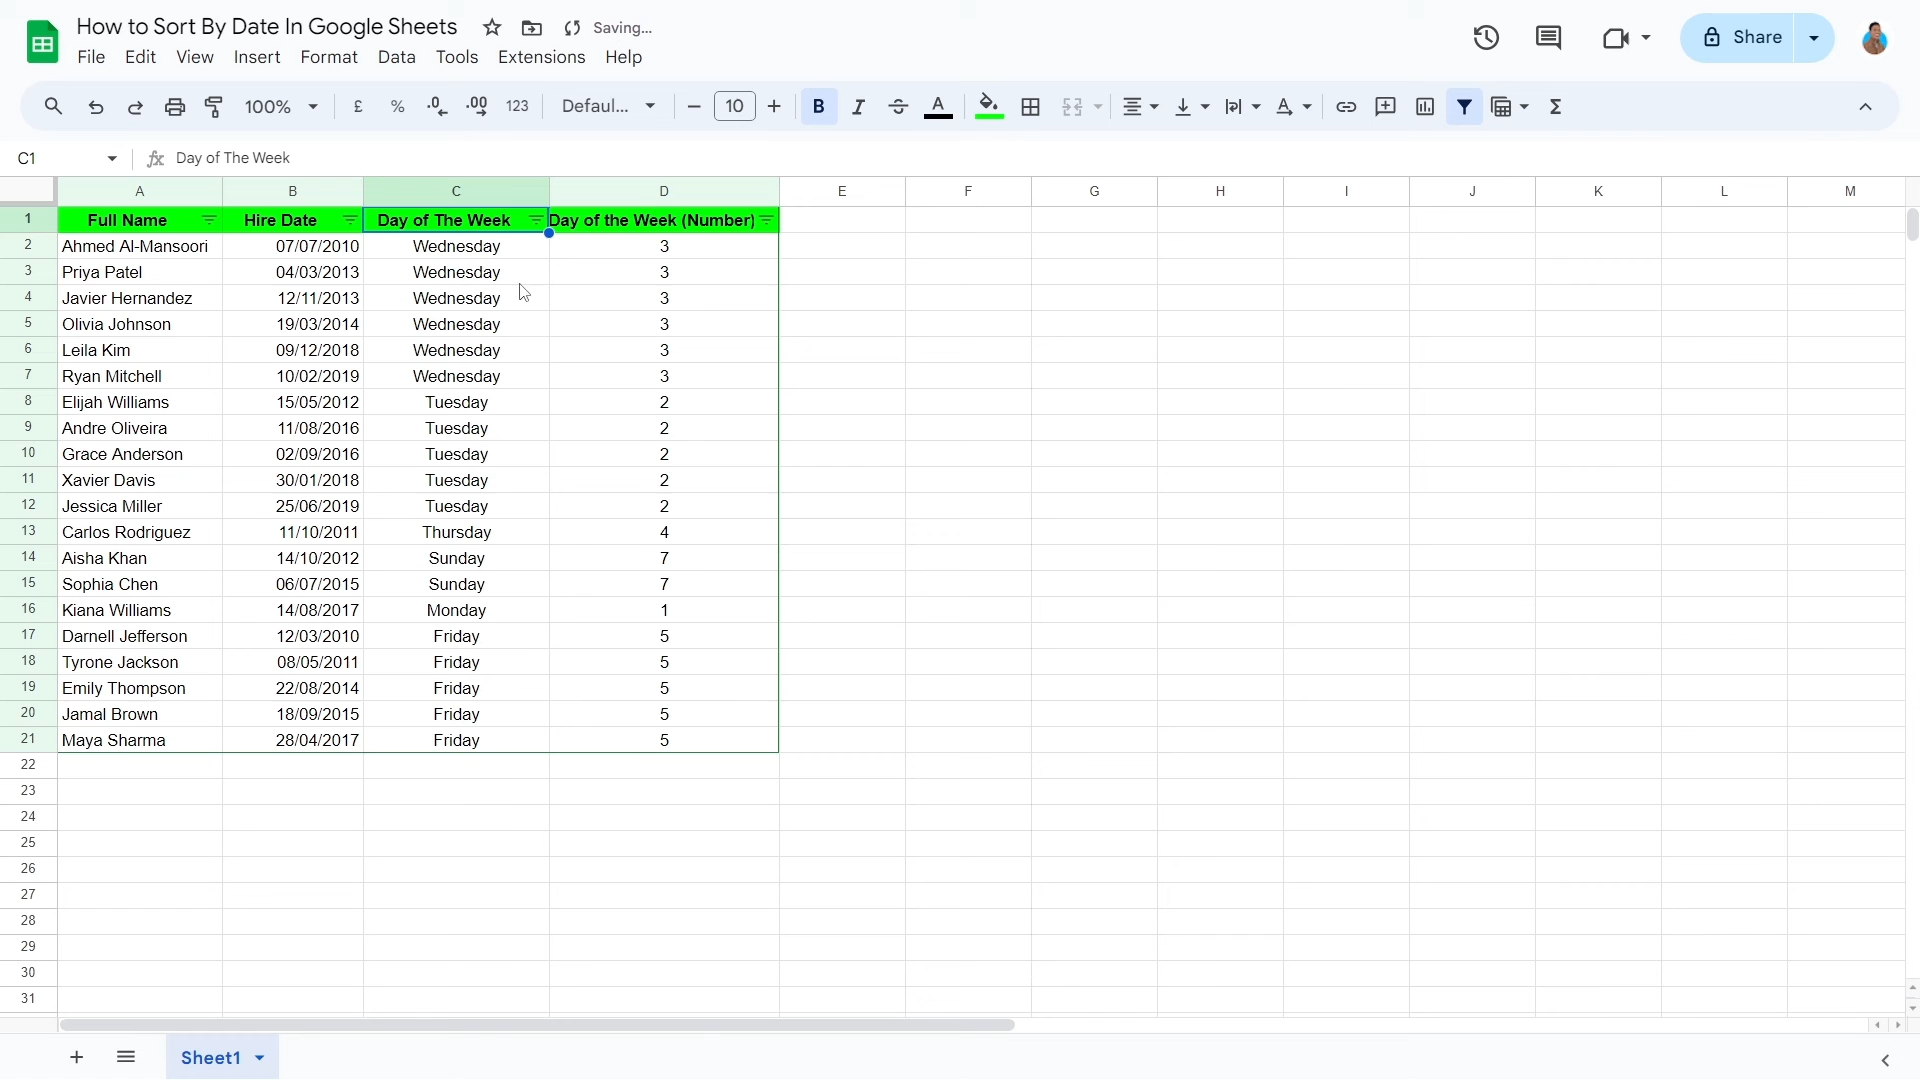 How to Sort By Date In Google Sheets Saving...
File Edit View Insert Format Data Tools Extensions Help
Share
100% £ % .0 .00 123 Defaul... 10 B I S A A Σ
C1 fx Day of The Week
A B C D E F G H I J K L M
1 Full Name Hire Date Day of The Week Day of the Week (Number)
2 Ahmed Al-Mansoori 07/07/2010 Wednesday 3
3 Priya Patel 04/03/2013 Wednesday 3
4 Javier Hernandez 12/11/2013 Wednesday 3
5 Olivia Johnson 19/03/2014 Wednesday 3
6 Leila Kim 09/12/2018 Wednesday 3
7 Ryan Mitchell 10/02/2019 Wednesday 3
8 Elijah Williams 15/05/2012 Tuesday 2
9 Andre Oliveira 11/08/2016 Tuesday 2
10 Grace Anderson 02/09/2016 Tuesday 2
11 Xavier Davis 30/01/2018 Tuesday 2
12 Jessica Miller 25/06/2019 Tuesday 2
13 Carlos Rodriguez 11/10/2011 Thursday 4
14 Aisha Khan 14/10/2012 Sunday 7
15 Sophia Chen 06/07/2015 Sunday 7
16 Kiana Williams 14/08/2017 Monday 1
17 Darnell Jefferson 12/03/2010 Friday 5
18 Tyrone Jackson 08/05/2011 Friday 5
19 Emily Thompson 22/08/2014 Friday 5
20 Jamal Brown 18/09/2015 Friday 5
21 Maya Sharma 28/04/2017 Friday 5
22
23
24
25
26
27
28
29
30
31
Sheet1